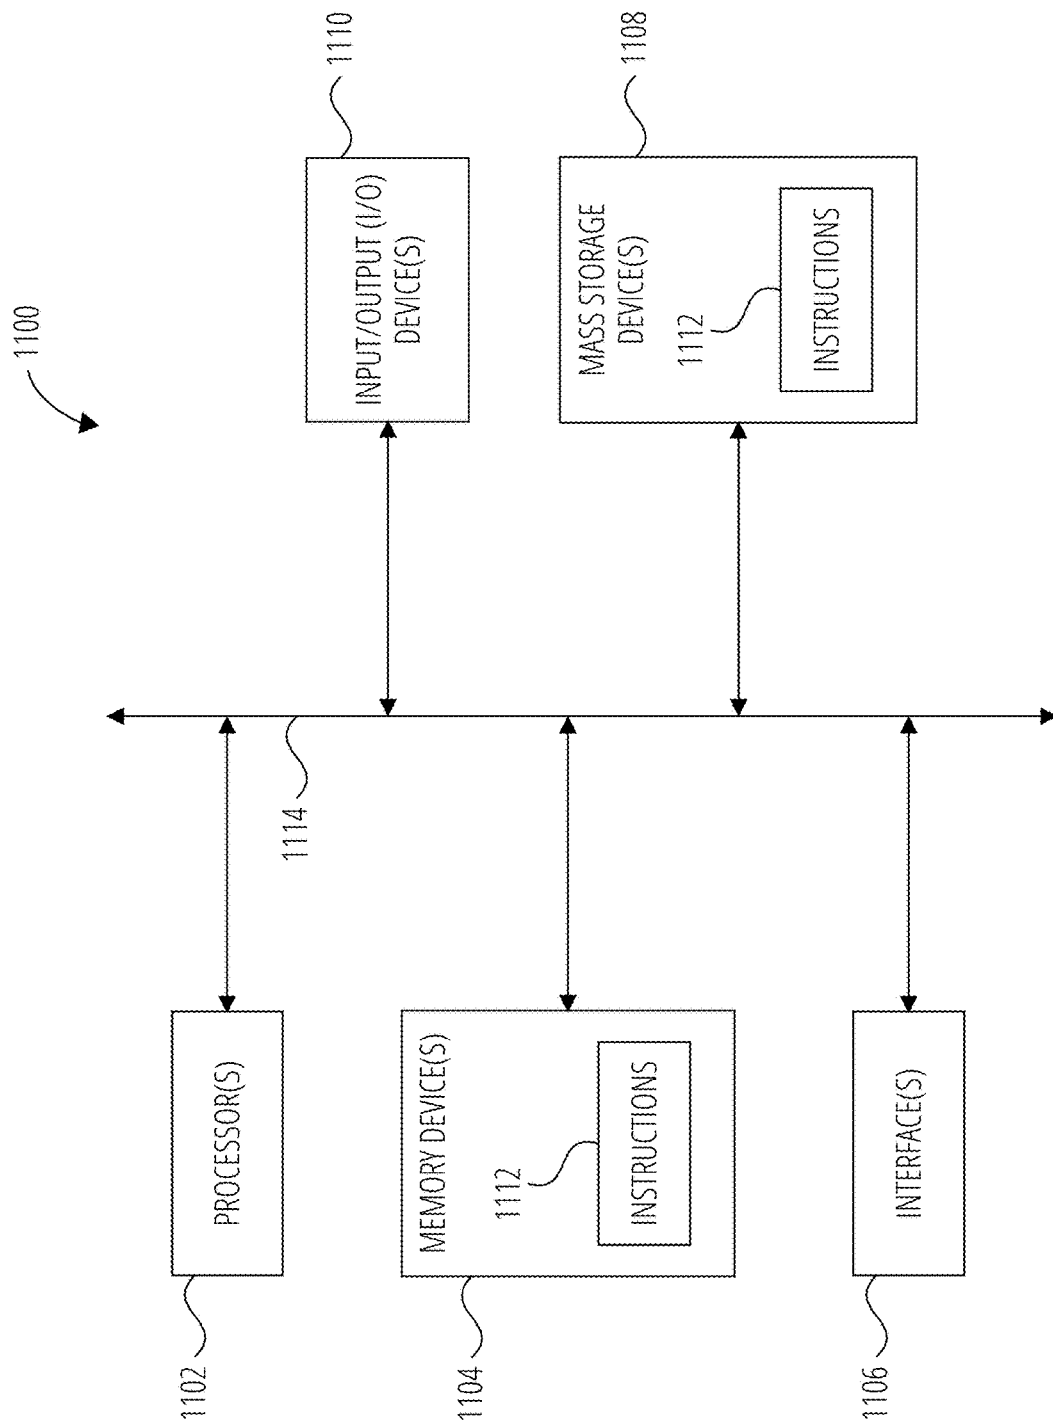 1100
1102
PROCESSOR(S)
1114
INPUT/OUTPUT (I/O)
DEVICE(S)
1110
1104
MEMORY DEVICE(S)
1112
INSTRUCTIONS
MASS STORAGE
DEVICE(S)
1108
1112
INSTRUCTIONS
1106
INTERFACE(S)